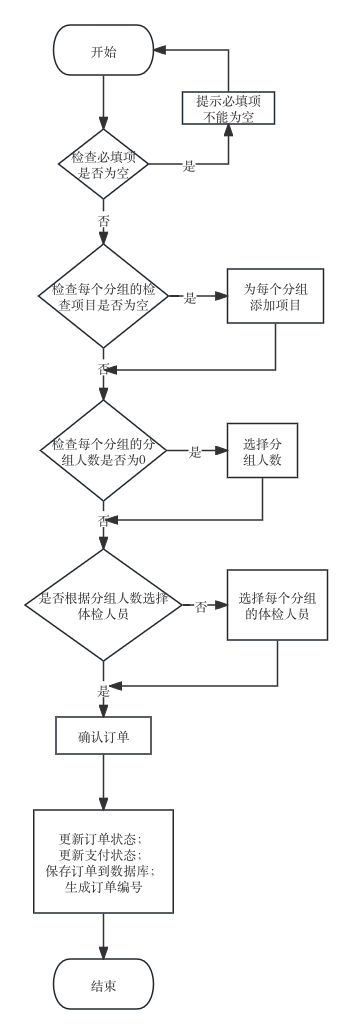 开始
提示必填项
不能为空
检查必填项
是否为空
是
否
检查每个分组的检
查项目是否为空
是
为每个分组
添加项目
否
检查每个分组的分
组人数是否为0
是
选择分
组人数
否
是否根据分组人数选择
体检人员
否
选择每个分组
的体检人员
是
确认订单
更新订单状态；
更新支付状态；
保存订单到数据库；
生成订单编号
结束